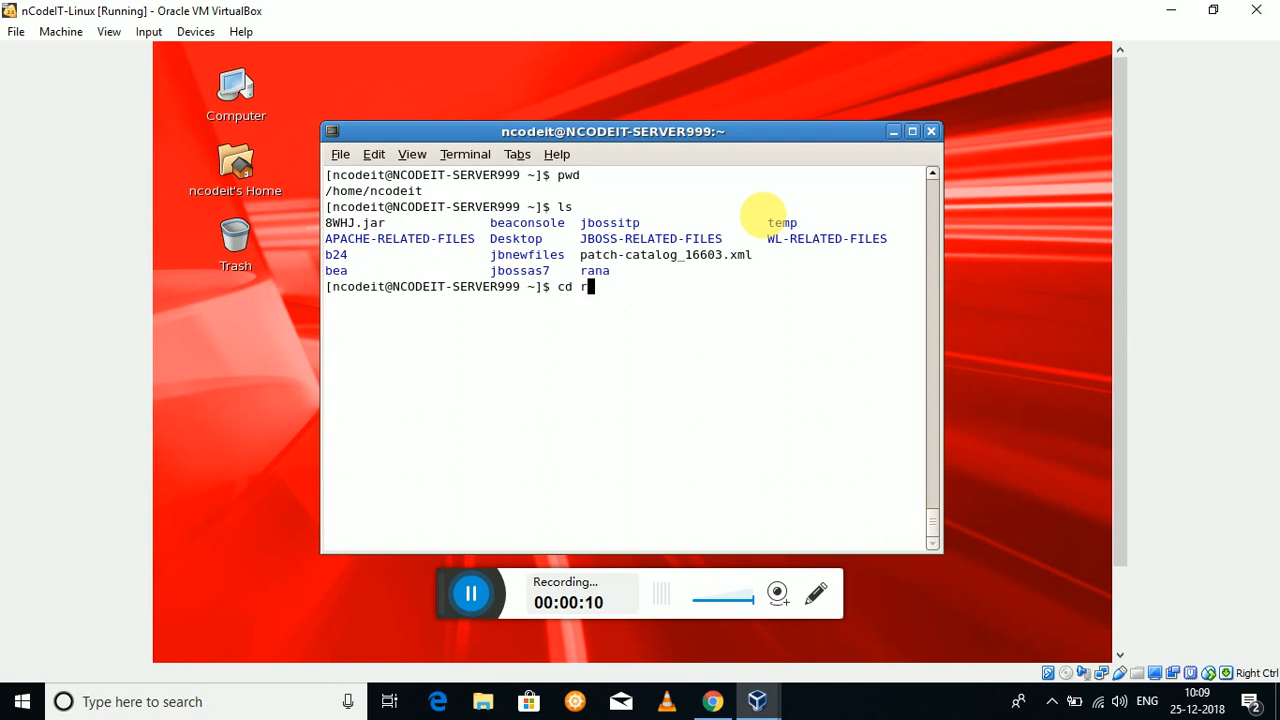 nCodeIT-Linux [Running] - Oracle VM VirtualBox
File Machine View Input Devices Help
Computer
ncodeit's Home
Trash
ncodeit@NCODEIT-SERVER999:~
File Edit View Terminal Tabs Help
[ncodeit@NCODEIT-SERVER999 ~]$ pwd
/home/ncodeit
[ncodeit@NCODEIT-SERVER999 ~]$ ls
8WHJ.jar beaconsole jbossitp temp
APACHE-RELATED-FILES Desktop JBOSS-RELATED-FILES WL-RELATED-FILES
b24 jbnewfiles patch-catalog_16603.xml
bea jbossas7 rana
[ncodeit@NCODEIT-SERVER999 ~]$ cd r
Recording...
00:00:10
Right Ctrl
Type here to search
ENG
10:09
25-12-2018
2